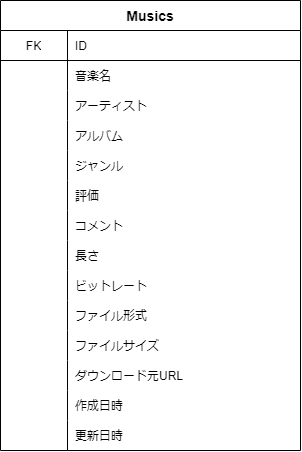 Musics
FK ID
音楽名
アーティスト
アルバム
ジャンル
評価
コメント
長さ
ビットレート
ファイル形式
ファイルサイズ
ダウンロード元URL
作成日時
更新日時